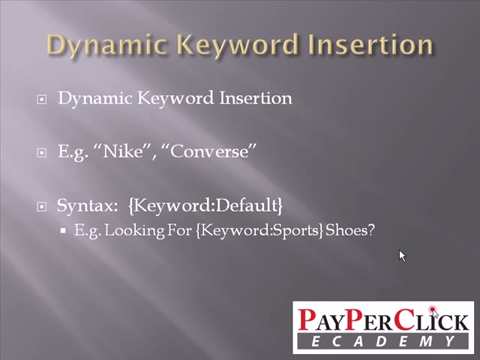 Dynamic Keyword Insertion
Dynamic Keyword Insertion
E.g. “Nike”, “Converse”
Syntax: {Keyword:Default}
E.g. Looking For {Keyword:Sports} Shoes?
PAYPERCLICK
ECADEMY